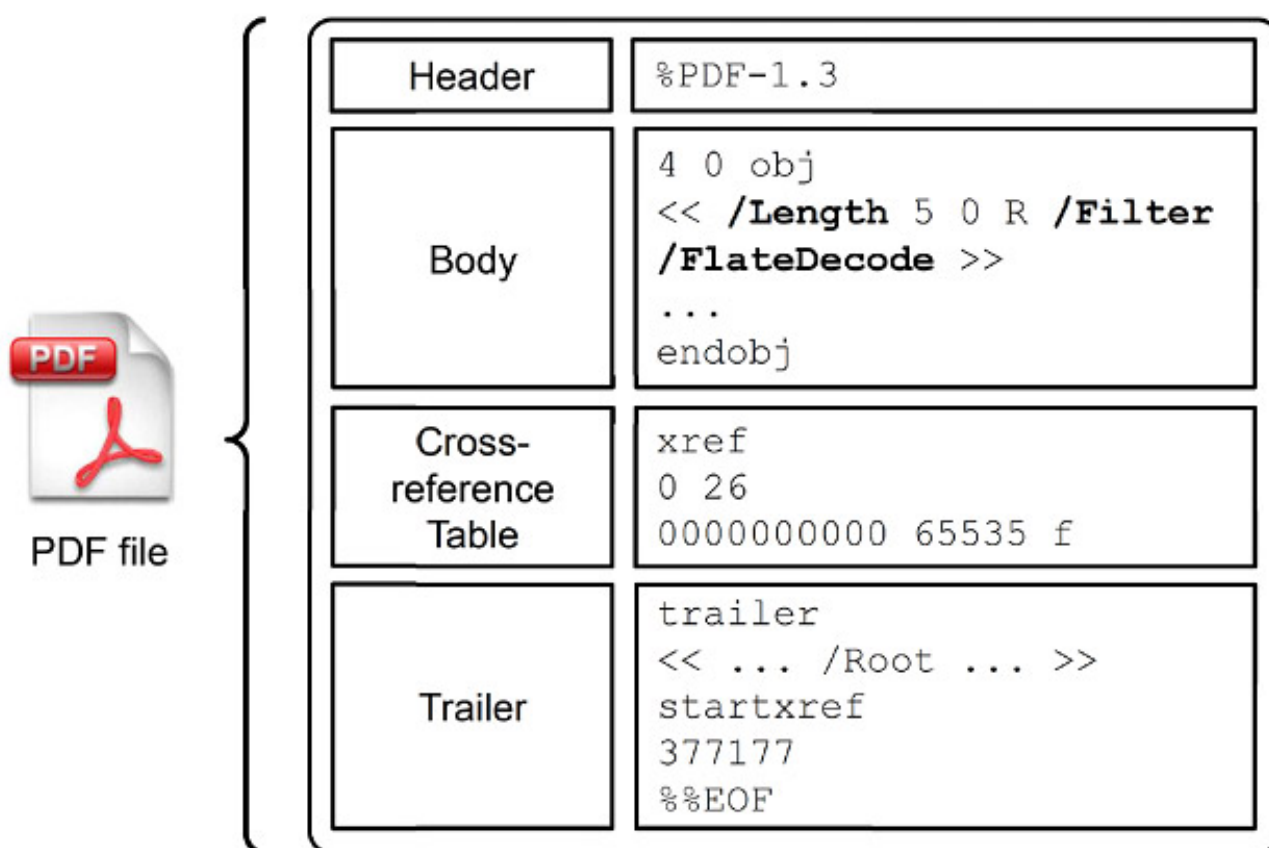 PDF
PDF file
Header
%PDF-1.3
Body
4 0 obj
<< /Length 5 0 R /Filter
/FlateDecode >>
...
endobj
Cross-
reference
Table
xref
0 26
0000000000 65535 f
Trailer
trailer
<< ... /Root ... >>
startxref
377177
%%EOF